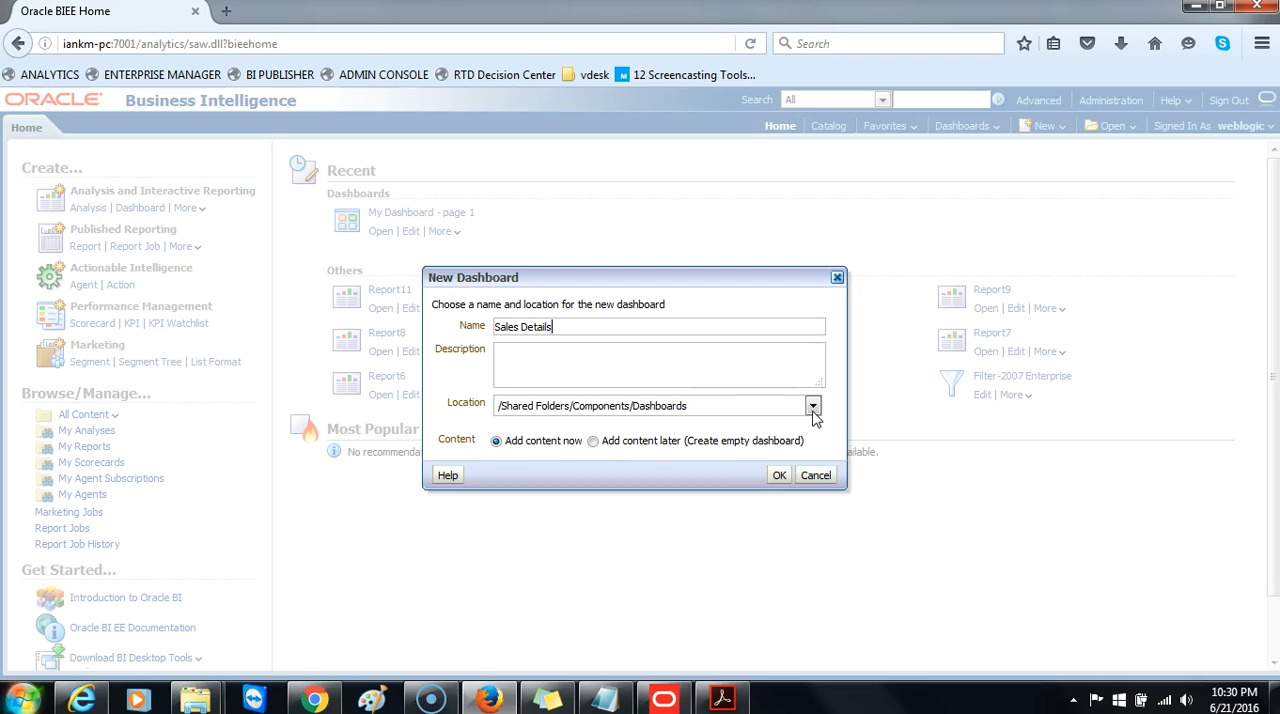 Oracle BIEE Home
iankm-pc:7001/analytics/saw.dll?bieehome
Search
ANALYTICS ENTERPRISE MANAGER BI PUBLISHER ADMIN CONSOLE RTD Decision Center vdesk 12 Screencasting Tools...
ORACLE Business Intelligence
Search All Advanced Administration Help Sign Out
Home
Home Catalog Favorites Dashboards New Open Signed In As weblogic
Create...
Analysis and Interactive Reporting
Analysis | Dashboard | More
Published Reporting
Report | Report Job | More
Actionable Intelligence
Agent | Action
Performance Management
Scorecard | KPI | KPI Watchlist
Marketing
Segment | Segment Tree | List Format
Browse/Manage...
All Content
My Analyses
My Reports
My Scorecards
My Agent Subscriptions
My Agents
Marketing Jobs
Report Jobs
Report Job History
Get Started...
Introduction to Oracle BI
Oracle BI EE Documentation
Download BI Desktop Tools
Recent
Dashboards
My Dashboard - page 1
Open | Edit | More
Others
Report11
Open | Edit
Report8
Open | Edit
Report6
Open | Edit
Report9
Open | Edit | More
Report7
Open | Edit | More
Filter-2007 Enterprise
Edit | More
Most Popular
No recommenda
ailable.
New Dashboard
Choose a name and location for the new dashboard
Name Sales Details
Description
Location /Shared Folders/Components/Dashboards
Content Add content now Add content later (Create empty dashboard)
Help OK Cancel
10:30 PM
6/21/2016